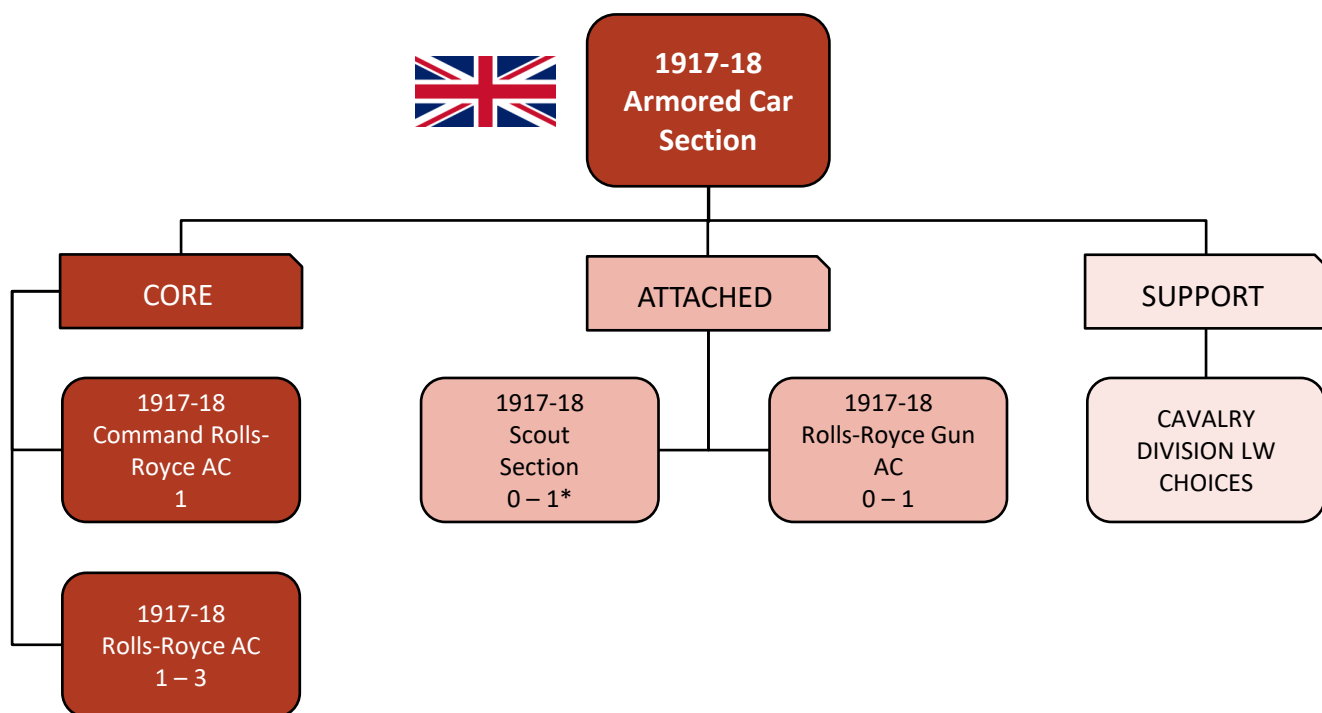 1917-18
Armored Car
Section
CORE
ATTACHED
SUPPORT
1917-18
Command Rolls-
Royce AC
1
1917-18
Scout
Section
0 – 1*
1917-18
Rolls-Royce Gun
AC
0 – 1
CAVALRY
DIVISION LW
CHOICES
1917-18
Rolls-Royce AC
1 – 3